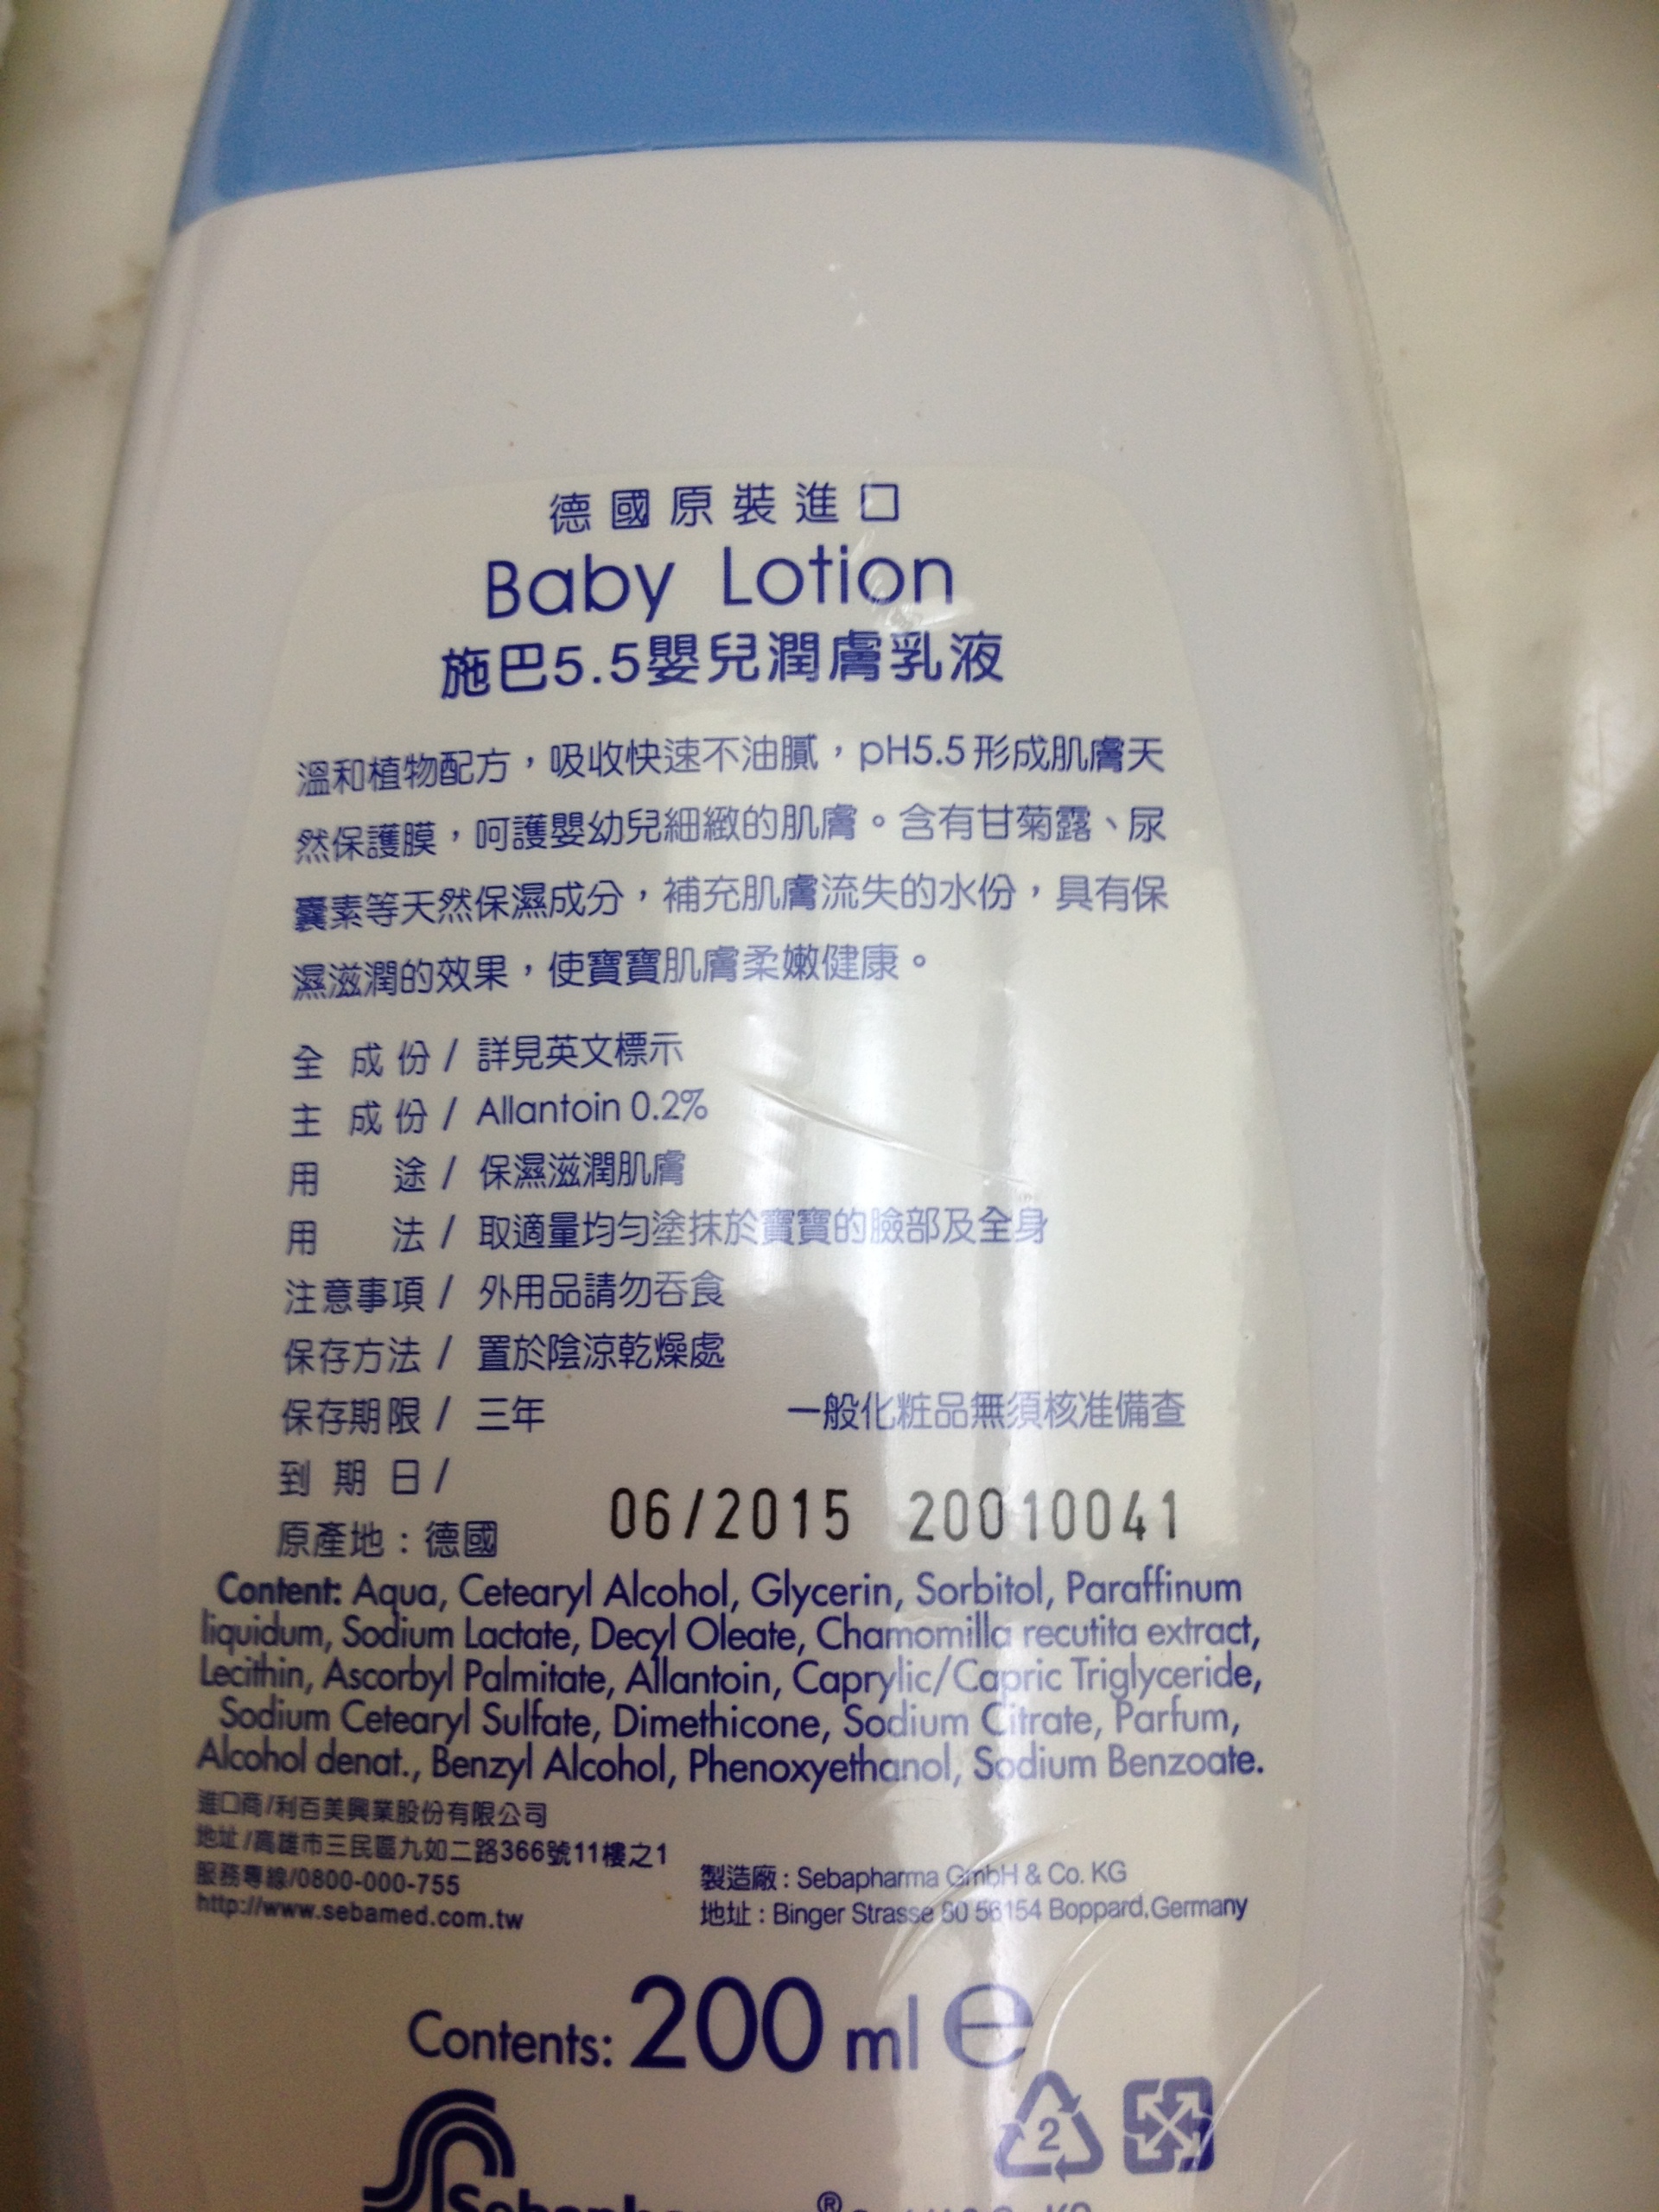 德國原裝進口
Baby Lotion
施巴5.5嬰兒潤膚乳液
溫和植物配方，吸收快速不油膩，pH5.5形成肌膚天
然保護膜，呵護嬰幼兒細緻的肌膚。含有甘菊露、尿
囊素等天然保濕成分，補充肌膚流失的水份，具有保
濕滋潤的效果，使寶寶肌膚柔嫩健康。
全成份/ 詳見英文標示
主成份/ Allantoin 0.2%
用途/ 保濕滋潤肌膚
用法/ 取適量均勻塗抹於寶寶的臉部及全身
注意事項/ 外用品請勿吞食
保存方法/ 置於陰涼乾燥處
保存期限/ 三年 一般化粧品無須核准備查
到期日/
06/2015 20010041
原產地：德國
Content: Aqua, Cetearyl Alcohol, Glycerin, Sorbitol, Paraffinum
liquidum, Sodium Lactate, Decyl Oleate, Chamomilla recutita extract,
Lecithin, Ascorbyl Palmitate, Allantoin, Caprylic/Capric Triglyceride,
Sodium Cetearyl Sulfate, Dimethicone, Sodium Citrate, Parfum,
Alcohol denat., Benzyl Alcohol, Phenoxyethanol, Sodium Benzoate.
進口商/利百美興業股份有限公司
地址/高雄市三民區九如二路366號11樓之1
服務專線/0800-000-755
http://www.sebamed.com.tw
製造廠：Sebapharma GmbH & Co. KG
地址：Binger Strasse 80 56154 Boppard,Germany
Contents: 200 ml e
2